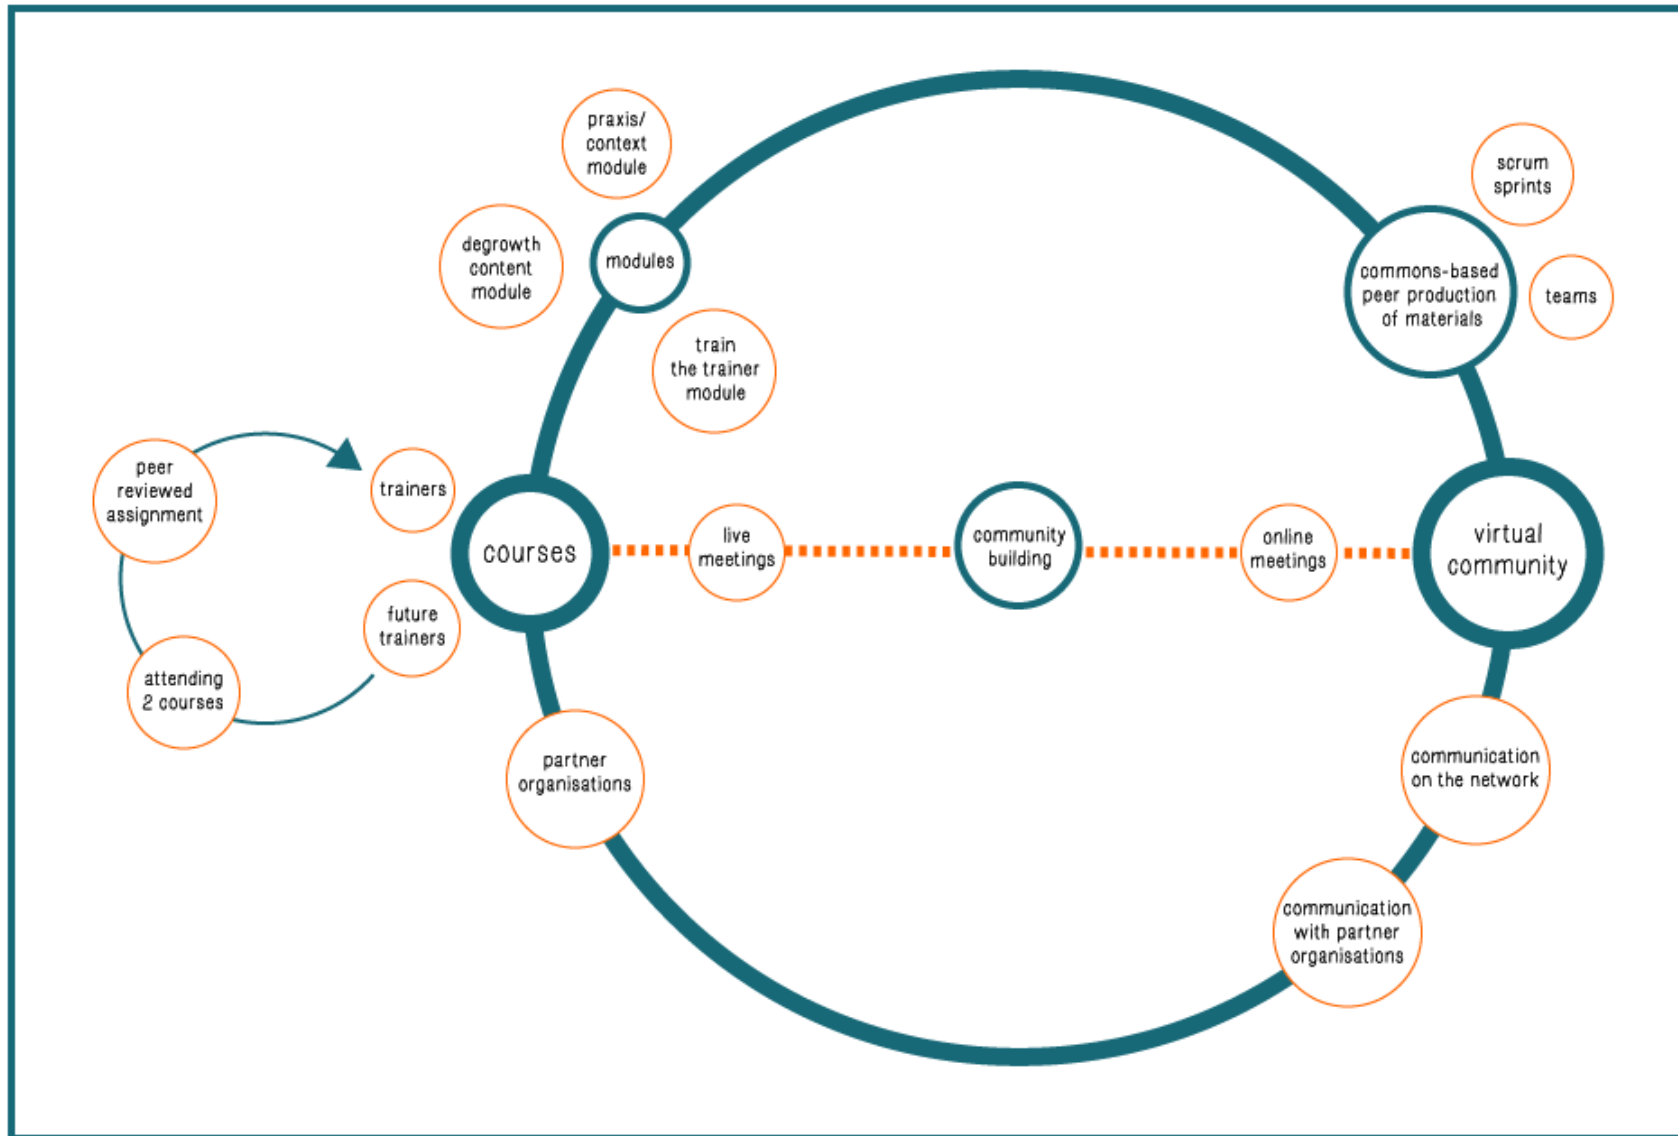 praxis/
context
module
degrowth
content
module
modules
train
the trainer
module
scrum
sprints
commons-based
peer production
of materials
teams
peer
reviewed
assignment
trainers
future
trainers
attending
2 courses
courses
live
meetings
community
building
online
meetings
virtual
community
partner
organisations
communication
on the network
communication
with partner
organisations